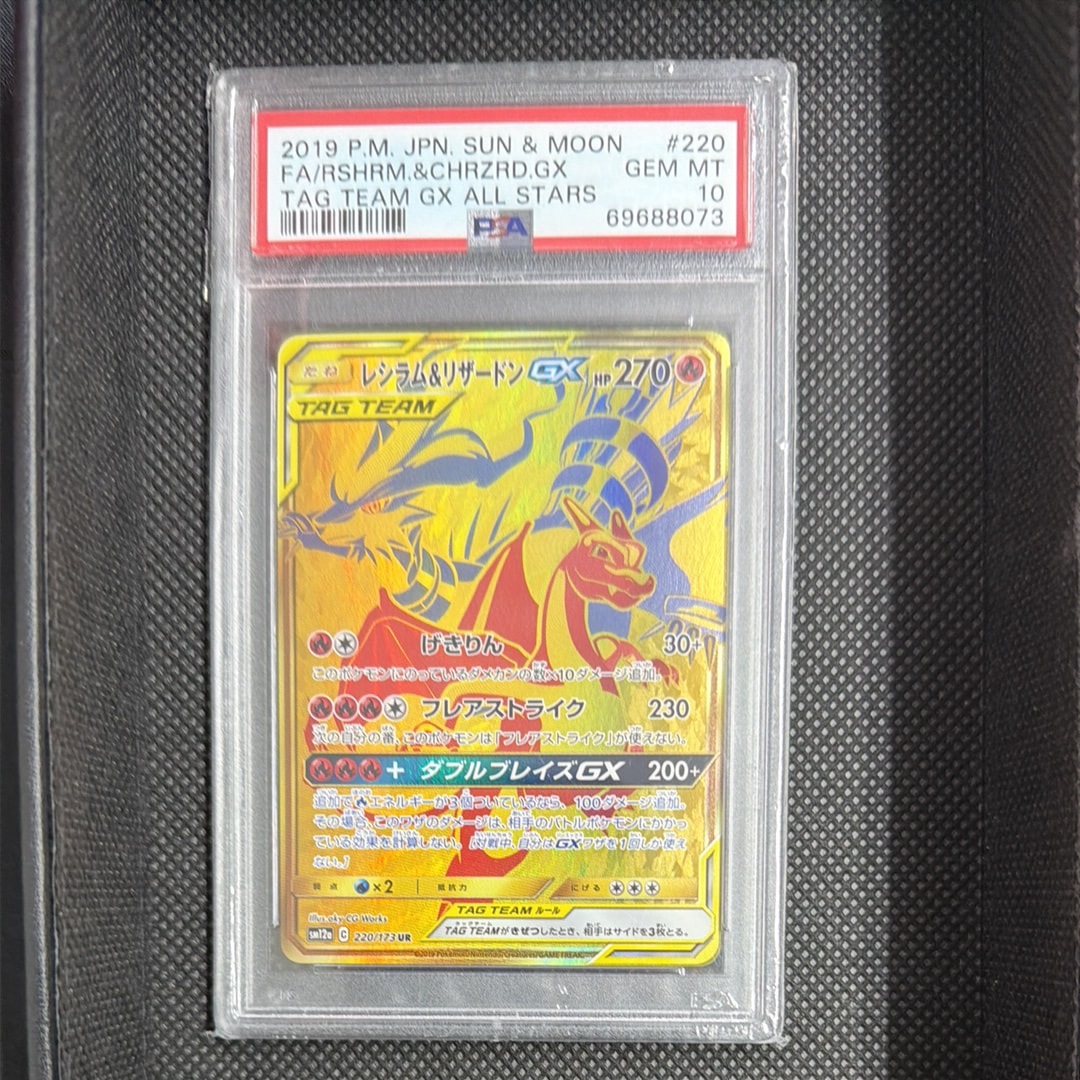 2019 P.M. JPN. SUN & MOON #220
FA/RSHRM.&CHRZRD.GX GEM MT
TAG TEAM GX ALL STARS 10
69688073
PSA
たね レシラム&リザードンGX HP 270
TAG TEAM
げきりん 30+
このポケモンにのっているダメカンの数×10ダメージ追加。
フレアストライク 230
次の自分の番、このポケモンは「フレアストライク」が使えない。
+ ダブルブレイズGX 200+
追加で エネルギーが3個ついているなら、100ダメージ追加。
その場合、このワザのダメージは、相手のバトルポケモンにかかっ
ている効果を計算しない。[対戦中、自分はGXワザを1回しか使え
ない。]
弱点 ×2 抵抗力 にげる
Illus.aky CG Works TAG TEAM ルール
sm12a C 220/173 UR TAG TEAMがきぜつしたとき、相手はサイドを3枚とる。
©2019 Pokémon/Nintendo/Creatures/GAME FREAK